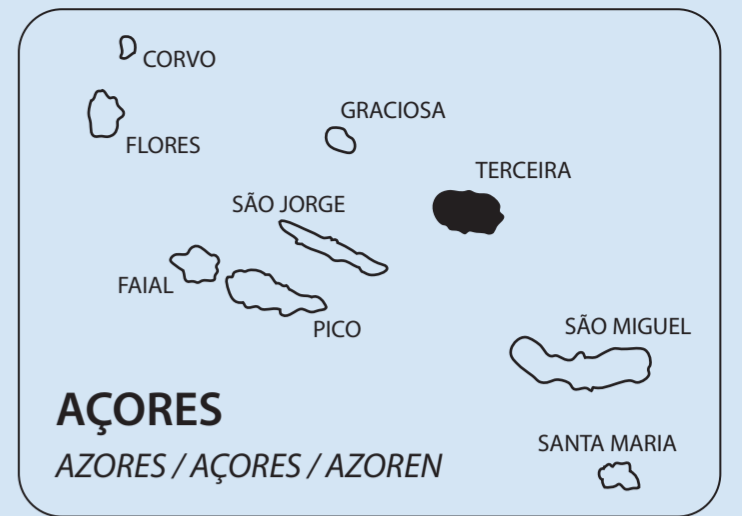 CORVO
FLORES
GRACIOSA
TERCEIRA
SÃO JORGE
FAIAL
PICO
SÃO MIGUEL
AÇORES
AZORES / AÇORES / AZOREN
SANTA MARIA